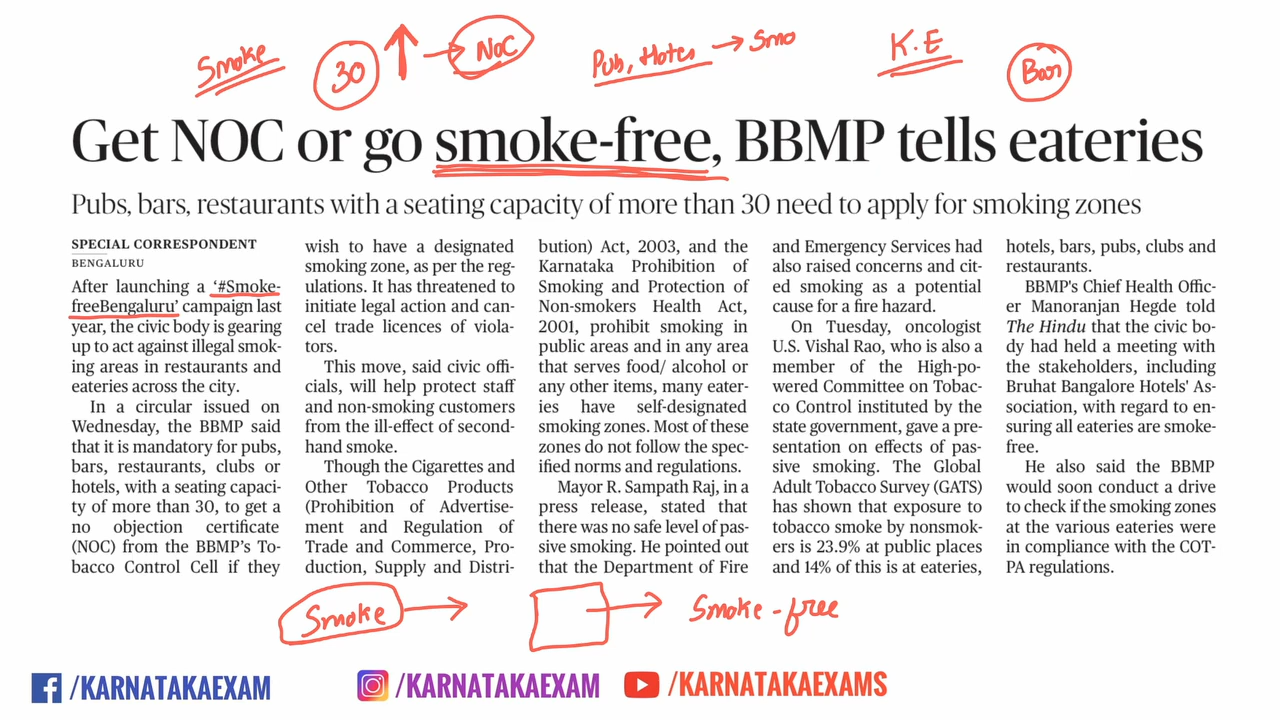 Smoke 30 → NOC Pub, Hotes → Smo K.E Ban
Get NOC or go smoke-free, BBMP tells eateries
Pubs, bars, restaurants with a seating capacity of more than 30 need to apply for smoking zones
SPECIAL CORRESPONDENT
BENGALURU
After launching a ‘#Smoke-
freeBengaluru’ campaign last
year, the civic body is gearing
up to act against illegal smok-
ing areas in restaurants and
eateries across the city.
In a circular issued on
Wednesday, the BBMP said
that it is mandatory for pubs,
bars, restaurants, clubs or
hotels, with a seating capaci-
ty of more than 30, to get a
no objection certificate
(NOC) from the BBMP’s To-
bacco Control Cell if they
wish to have a designated
smoking zone, as per the reg-
ulations. It has threatened to
initiate legal action and can-
cel trade licences of viola-
tors.
This move, said civic offi-
cials, will help protect staff
and non-smoking customers
from the ill-effect of second-
hand smoke.
Though the Cigarettes and
Other Tobacco Products
(Prohibition of Advertise-
ment and Regulation of
Trade and Commerce, Pro-
duction, Supply and Distri-
bution) Act, 2003, and the
Karnataka Prohibition of
Smoking and Protection of
Non-smokers Health Act,
2001, prohibit smoking in
public areas and in any area
that serves food/ alcohol or
any other items, many eater-
ies have self-designated
smoking zones. Most of these
zones do not follow the spec-
ified norms and regulations.
Mayor R. Sampath Raj, in a
press release, stated that
there was no safe level of pas-
sive smoking. He pointed out
that the Department of Fire
and Emergency Services had
also raised concerns and cit-
ed smoking as a potential
cause for a fire hazard.
On Tuesday, oncologist
U.S. Vishal Rao, who is also a
member of the High-po-
wered Committee on Tobac-
co Control instituted by the
state government, gave a pre-
sentation on effects of pas-
sive smoking. The Global
Adult Tobacco Survey (GATS)
has shown that exposure to
tobacco smoke by nonsmok-
ers is 23.9% at public places
and 14% of this is at eateries,
hotels, bars, pubs, clubs and
restaurants.
BBMP's Chief Health Offic-
er Manoranjan Hegde told
The Hindu that the civic bo-
dy had held a meeting with
the stakeholders, including
Bruhat Bangalore Hotels' As-
sociation, with regard to en-
suring all eateries are smoke-
free.
He also said the BBMP
would soon conduct a drive
to check if the smoking zones
at the various eateries were
in compliance with the COT-
PA regulations.
Smoke → → Smoke-free
/KARNATAKAEXAM /KARNATAKAEXAM /KARNATAKAEXAMS